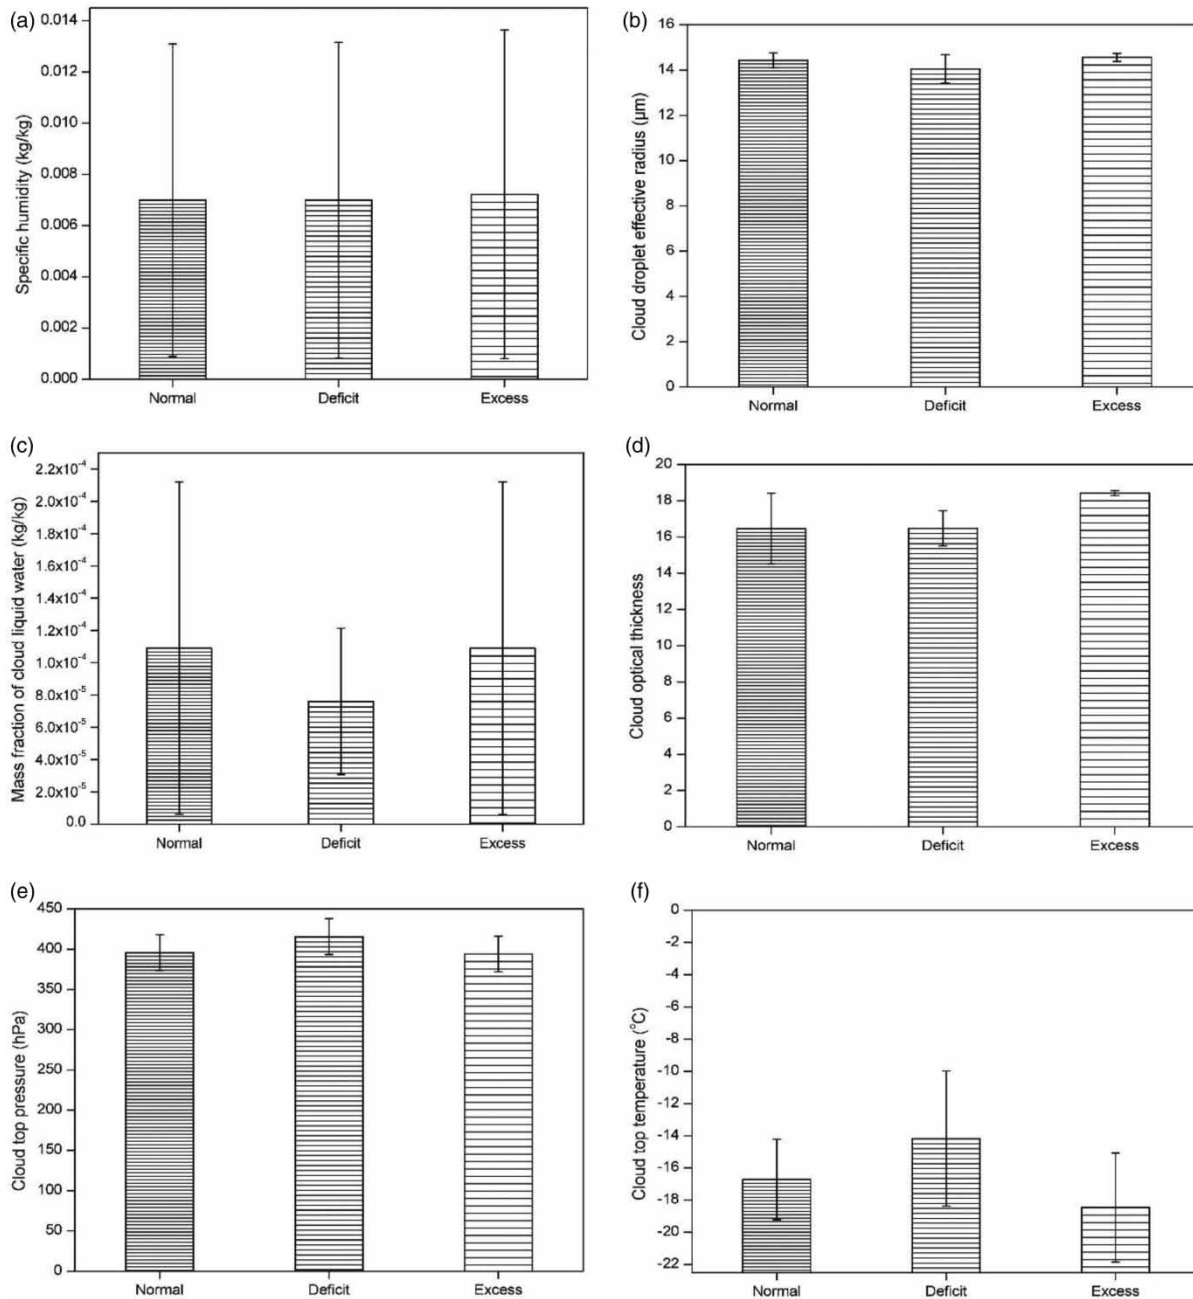 (a)
Specific humidity (kg/kg)
0.014
0.012
0.010
0.008
0.006
0.004
0.002
0.000
Normal Deficit Excess
(b)
Cloud droplet effective radius (µm)
16
14
12
10
8
6
4
2
0
Normal Deficit Excess
(c)
Mass fraction of cloud liquid water (kg/kg)
2.2x10⁻⁴
2.0x10⁻⁴
1.8x10⁻⁴
1.6x10⁻⁴
1.4x10⁻⁴
1.2x10⁻⁴
1.0x10⁻⁴
8.0x10⁻⁵
6.0x10⁻⁵
4.0x10⁻⁵
2.0x10⁻⁵
0.0
Normal Deficit Excess
(d)
Cloud optical thickness
20
18
16
14
12
10
8
6
4
2
0
Normal Deficit Excess
(e)
Cloud top pressure (hPa)
450
400
350
300
250
200
150
100
50
0
Normal Deficit Excess
(f)
Cloud top temperature (°C)
0
-2
-4
-6
-8
-10
-12
-14
-16
-18
-20
-22
Normal Deficit Excess